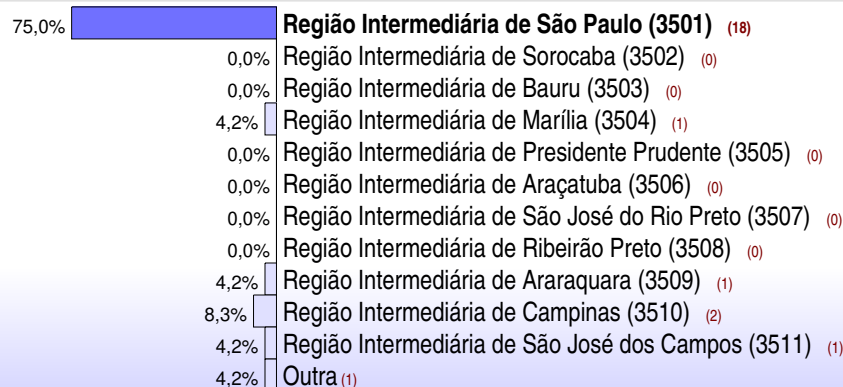 75,0% Região Intermediária de São Paulo (3501) (18)
0,0% Região Intermediária de Sorocaba (3502) (0)
0,0% Região Intermediária de Bauru (3503) (0)
4,2% Região Intermediária de Marília (3504) (1)
0,0% Região Intermediária de Presidente Prudente (3505) (0)
0,0% Região Intermediária de Araçatuba (3506) (0)
0,0% Região Intermediária de São José do Rio Preto (3507) (0)
0,0% Região Intermediária de Ribeirão Preto (3508) (0)
4,2% Região Intermediária de Araraquara (3509) (1)
8,3% Região Intermediária de Campinas (3510) (2)
4,2% Região Intermediária de São José dos Campos (3511) (1)
4,2% Outra (1)